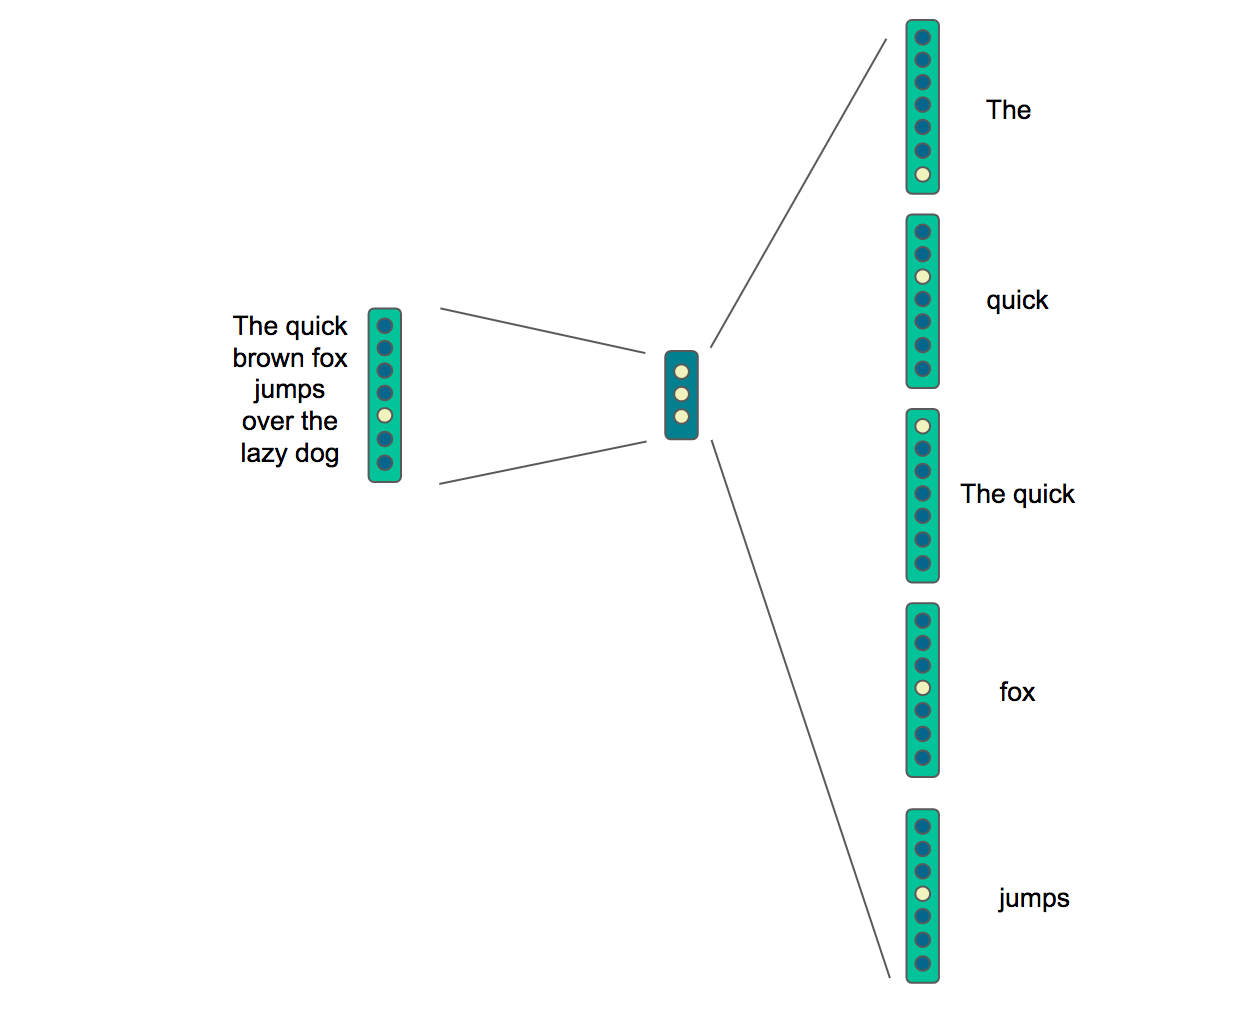 The quick
brown fox
jumps
over the
lazy dog
The
quick
The quick
fox
jumps